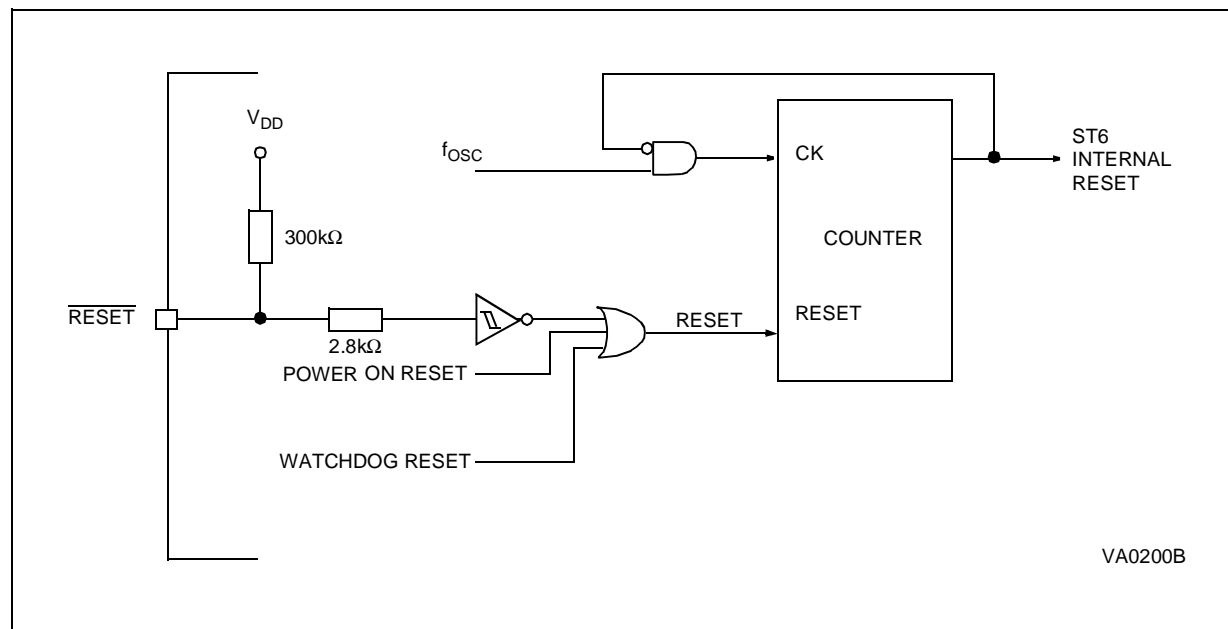 V_DD
f_OSC
CK
ST6
INTERNAL
RESET
300kΩ
COUNTER
RESET
RESET
RESET
2.8kΩ
POWER ON RESET
WATCHDOG RESET
VA0200B